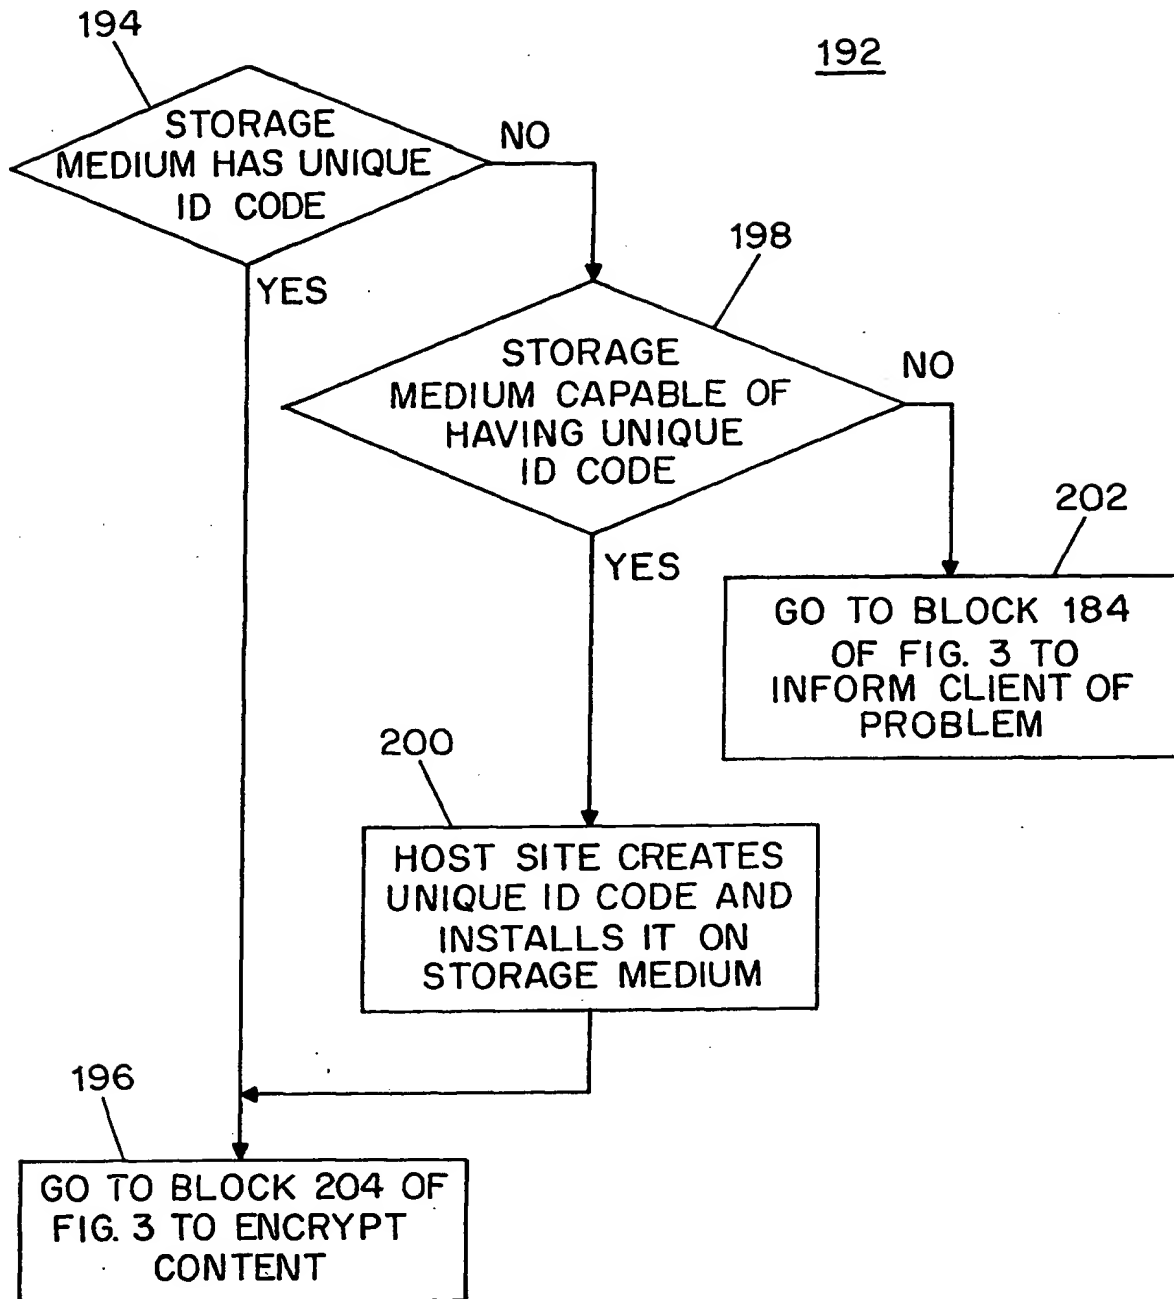 194
192
STORAGE
MEDIUM HAS UNIQUE
ID CODE
NO
YES
198
STORAGE
MEDIUM CAPABLE OF
HAVING UNIQUE
ID CODE
NO
YES
202
GO TO BLOCK 184
OF FIG. 3 TO
INFORM CLIENT OF
PROBLEM
200
HOST SITE CREATES
UNIQUE ID CODE AND
INSTALLS IT ON
STORAGE MEDIUM
196
GO TO BLOCK 204 OF
FIG. 3 TO ENCRYPT
CONTENT